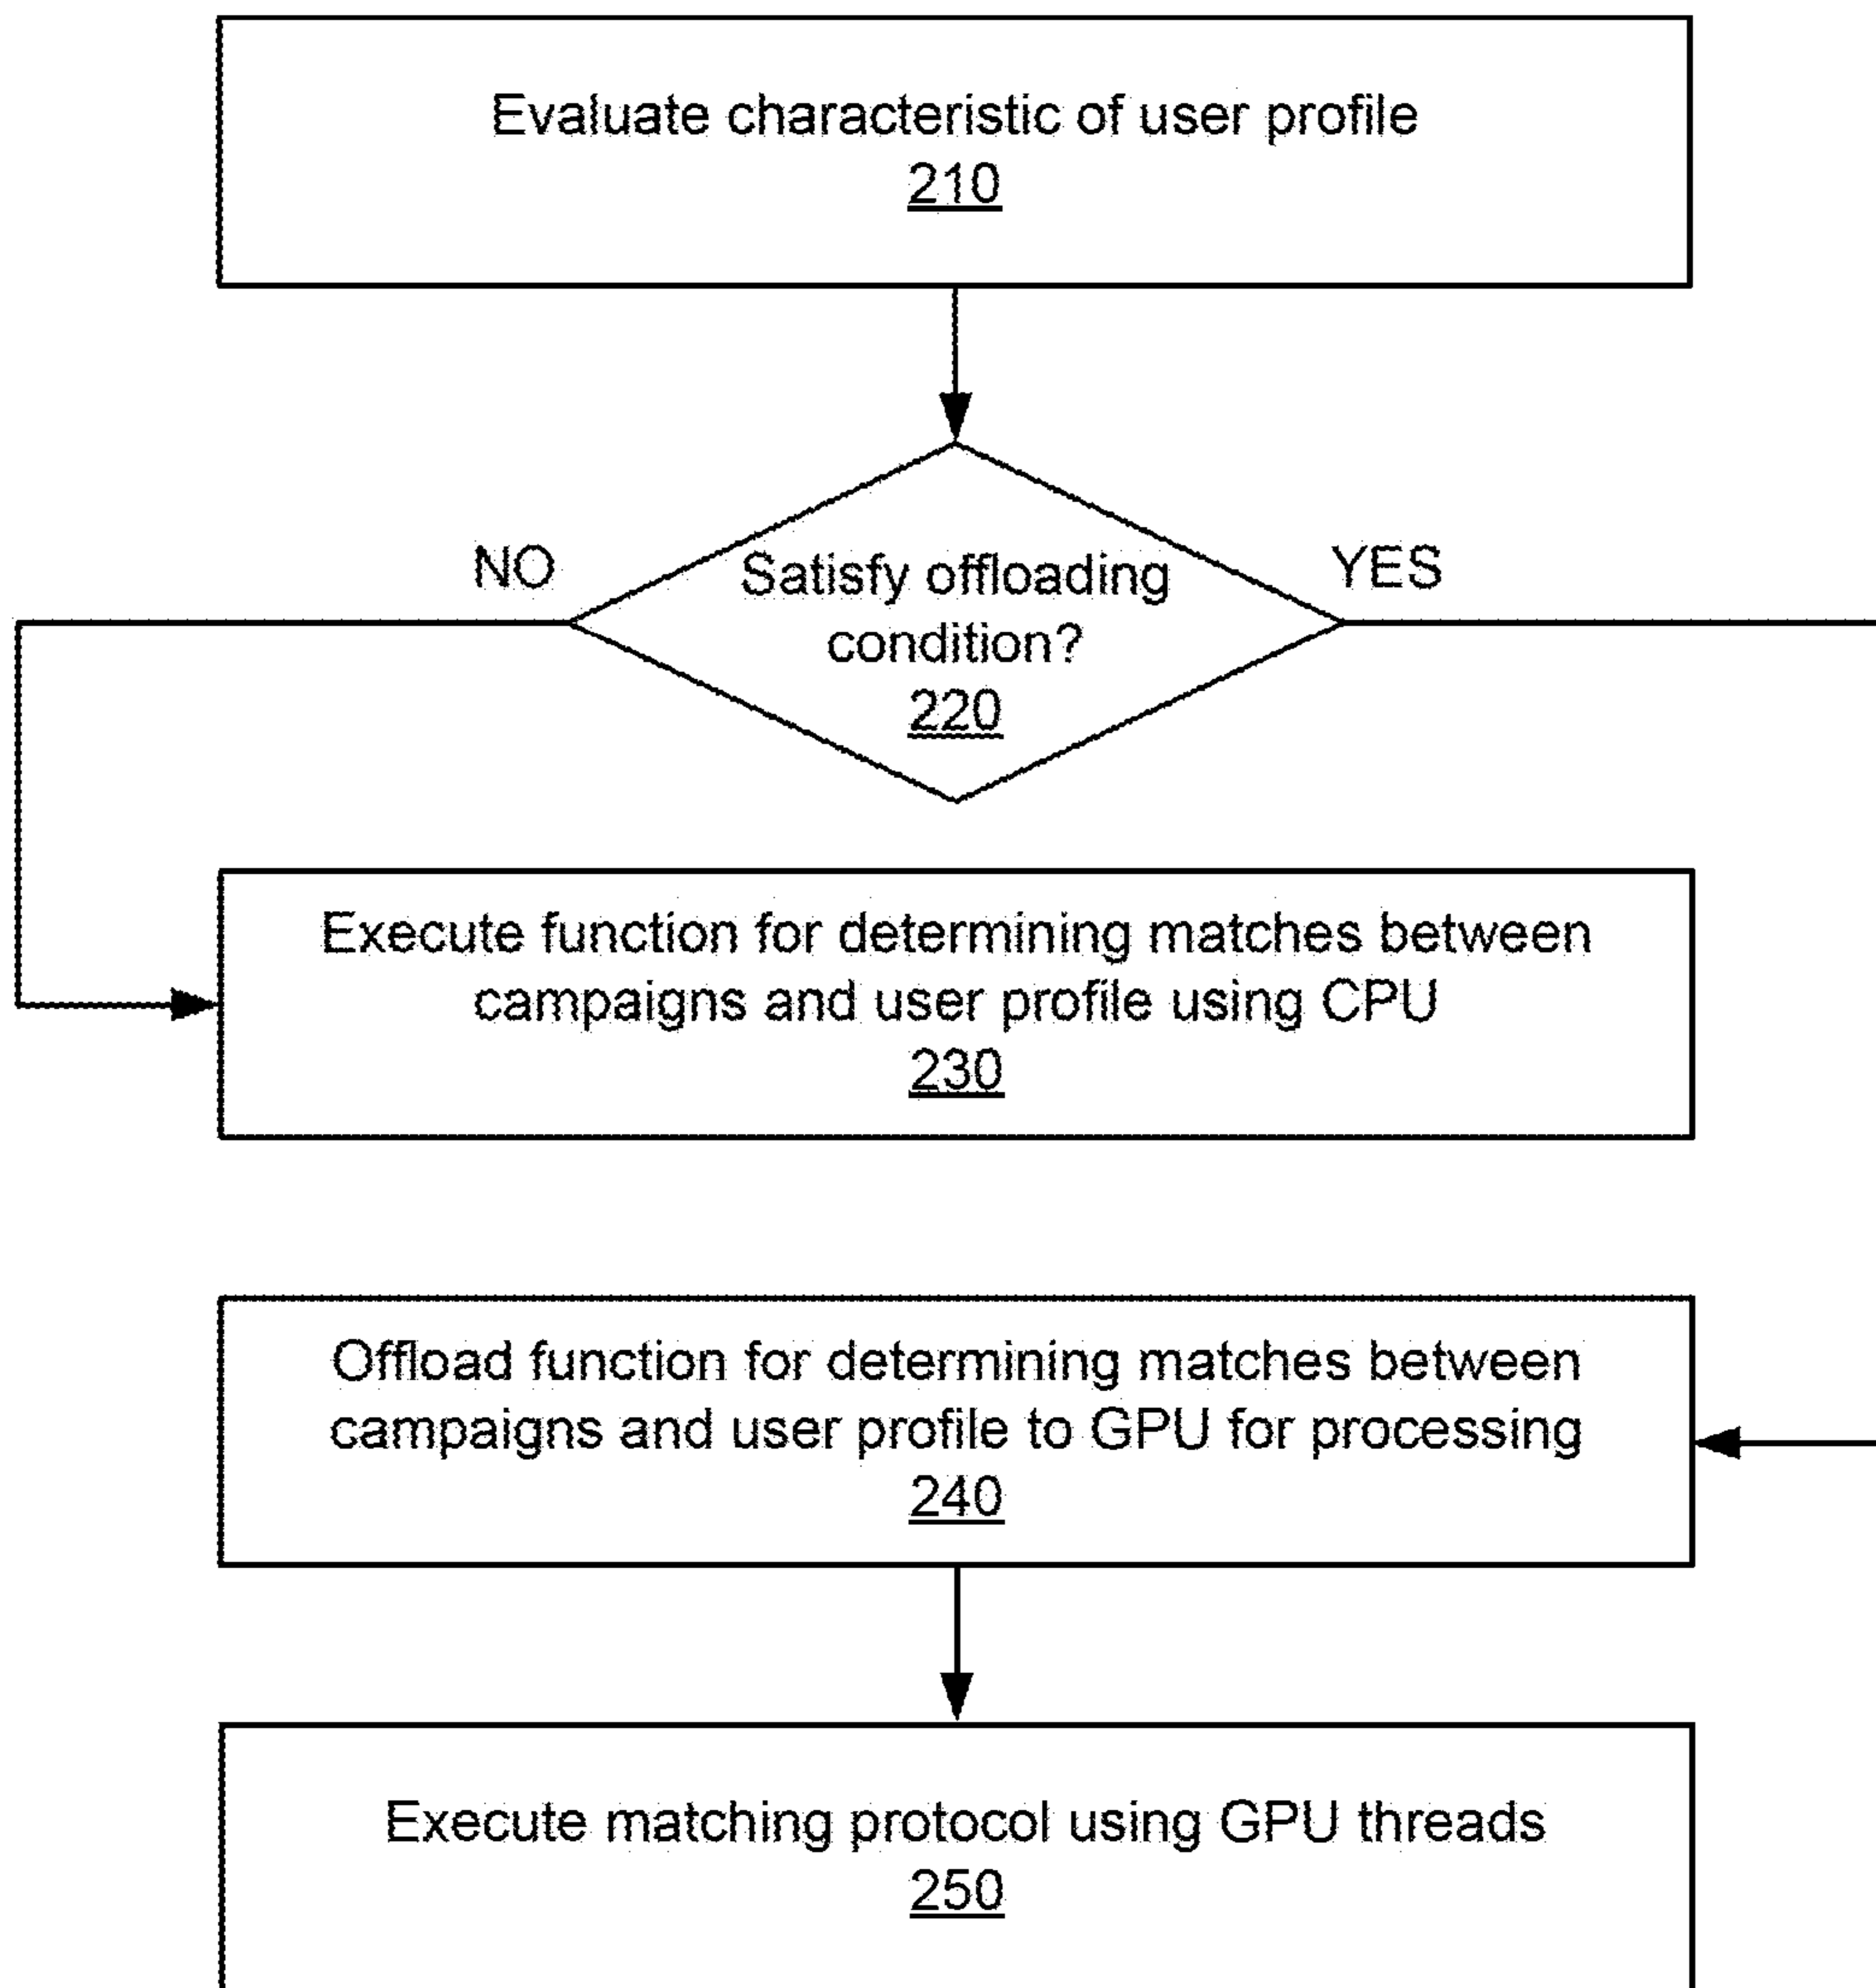 Evaluate characteristic of user profile
210
NO
Satisfy offloading
condition?
220
YES
Execute function for determining matches between
campaigns and user profile using CPU
230
Offload function for determining matches between
campaigns and user profile to GPU for processing
240
Execute matching protocol using GPU threads
250